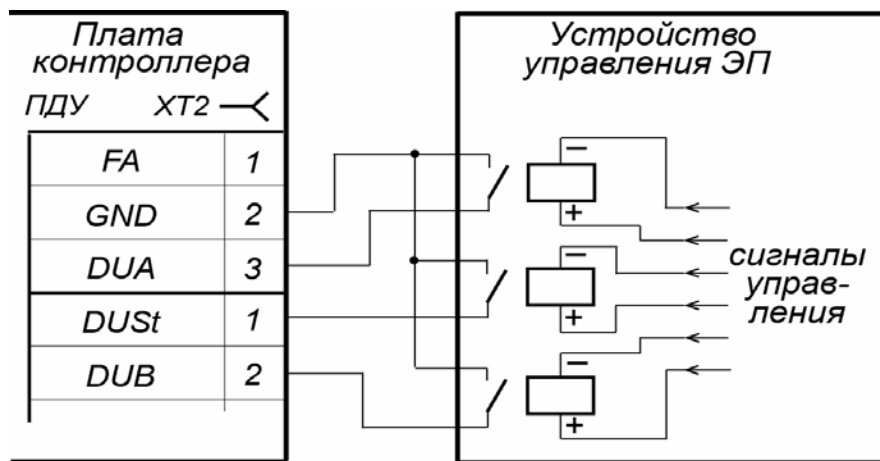 Плата
контроллера
ПДУ XT2
FA 1
GND 2
DUA 3
DUSt 1
DUB 2
Устройство
управления ЭП
−
+
−
+
−
+
сигналы
управ-
ления